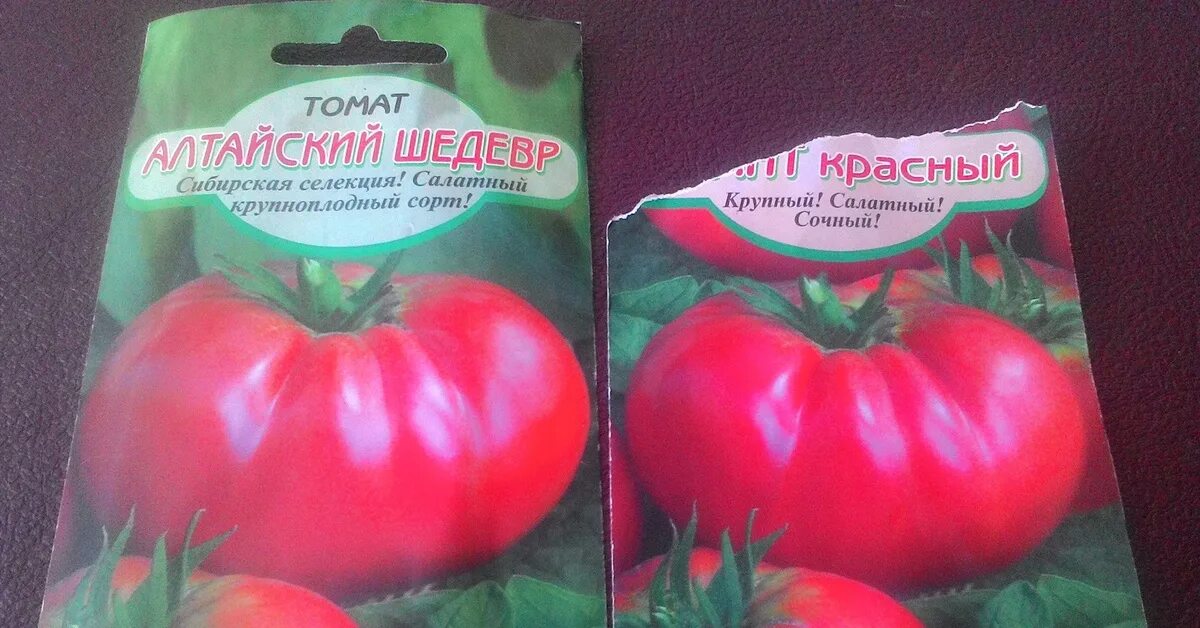 ТОМАТ
АЛТАЙСКИЙ ШЕДЕВР
Сибирская селекция! Салатный
крупноплодный сорт!
красный
Крупный! Салатный!
Сочный!